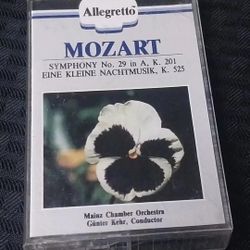 Allegretto
MOZART
SYMPHONY No. 29 in A, K. 201
EINE KLEINE NACHTMUSIK, K. 525
Mainz Chamber Orchestra
Günter Kehr, Conductor